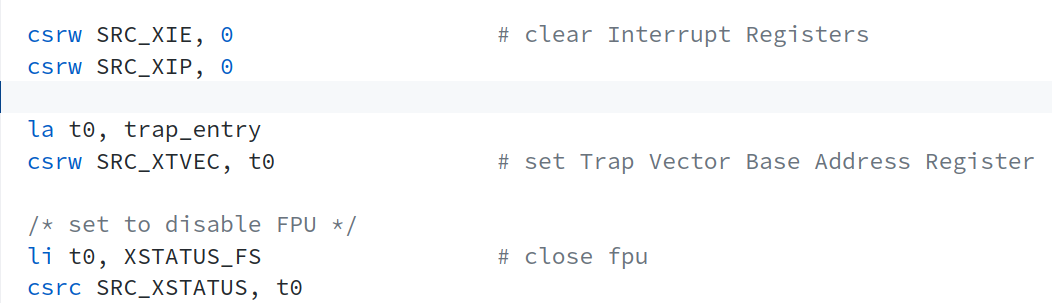 csrw SRC_XIE, 0 # clear Interrupt Registers
csrw SRC_XIP, 0
la t0, trap_entry
csrw SRC_XTVEC, t0 # set Trap Vector Base Address Register
/* set to disable FPU */
li t0, XSTATUS_FS # close fpu
csrc SRC_XSTATUS, t0